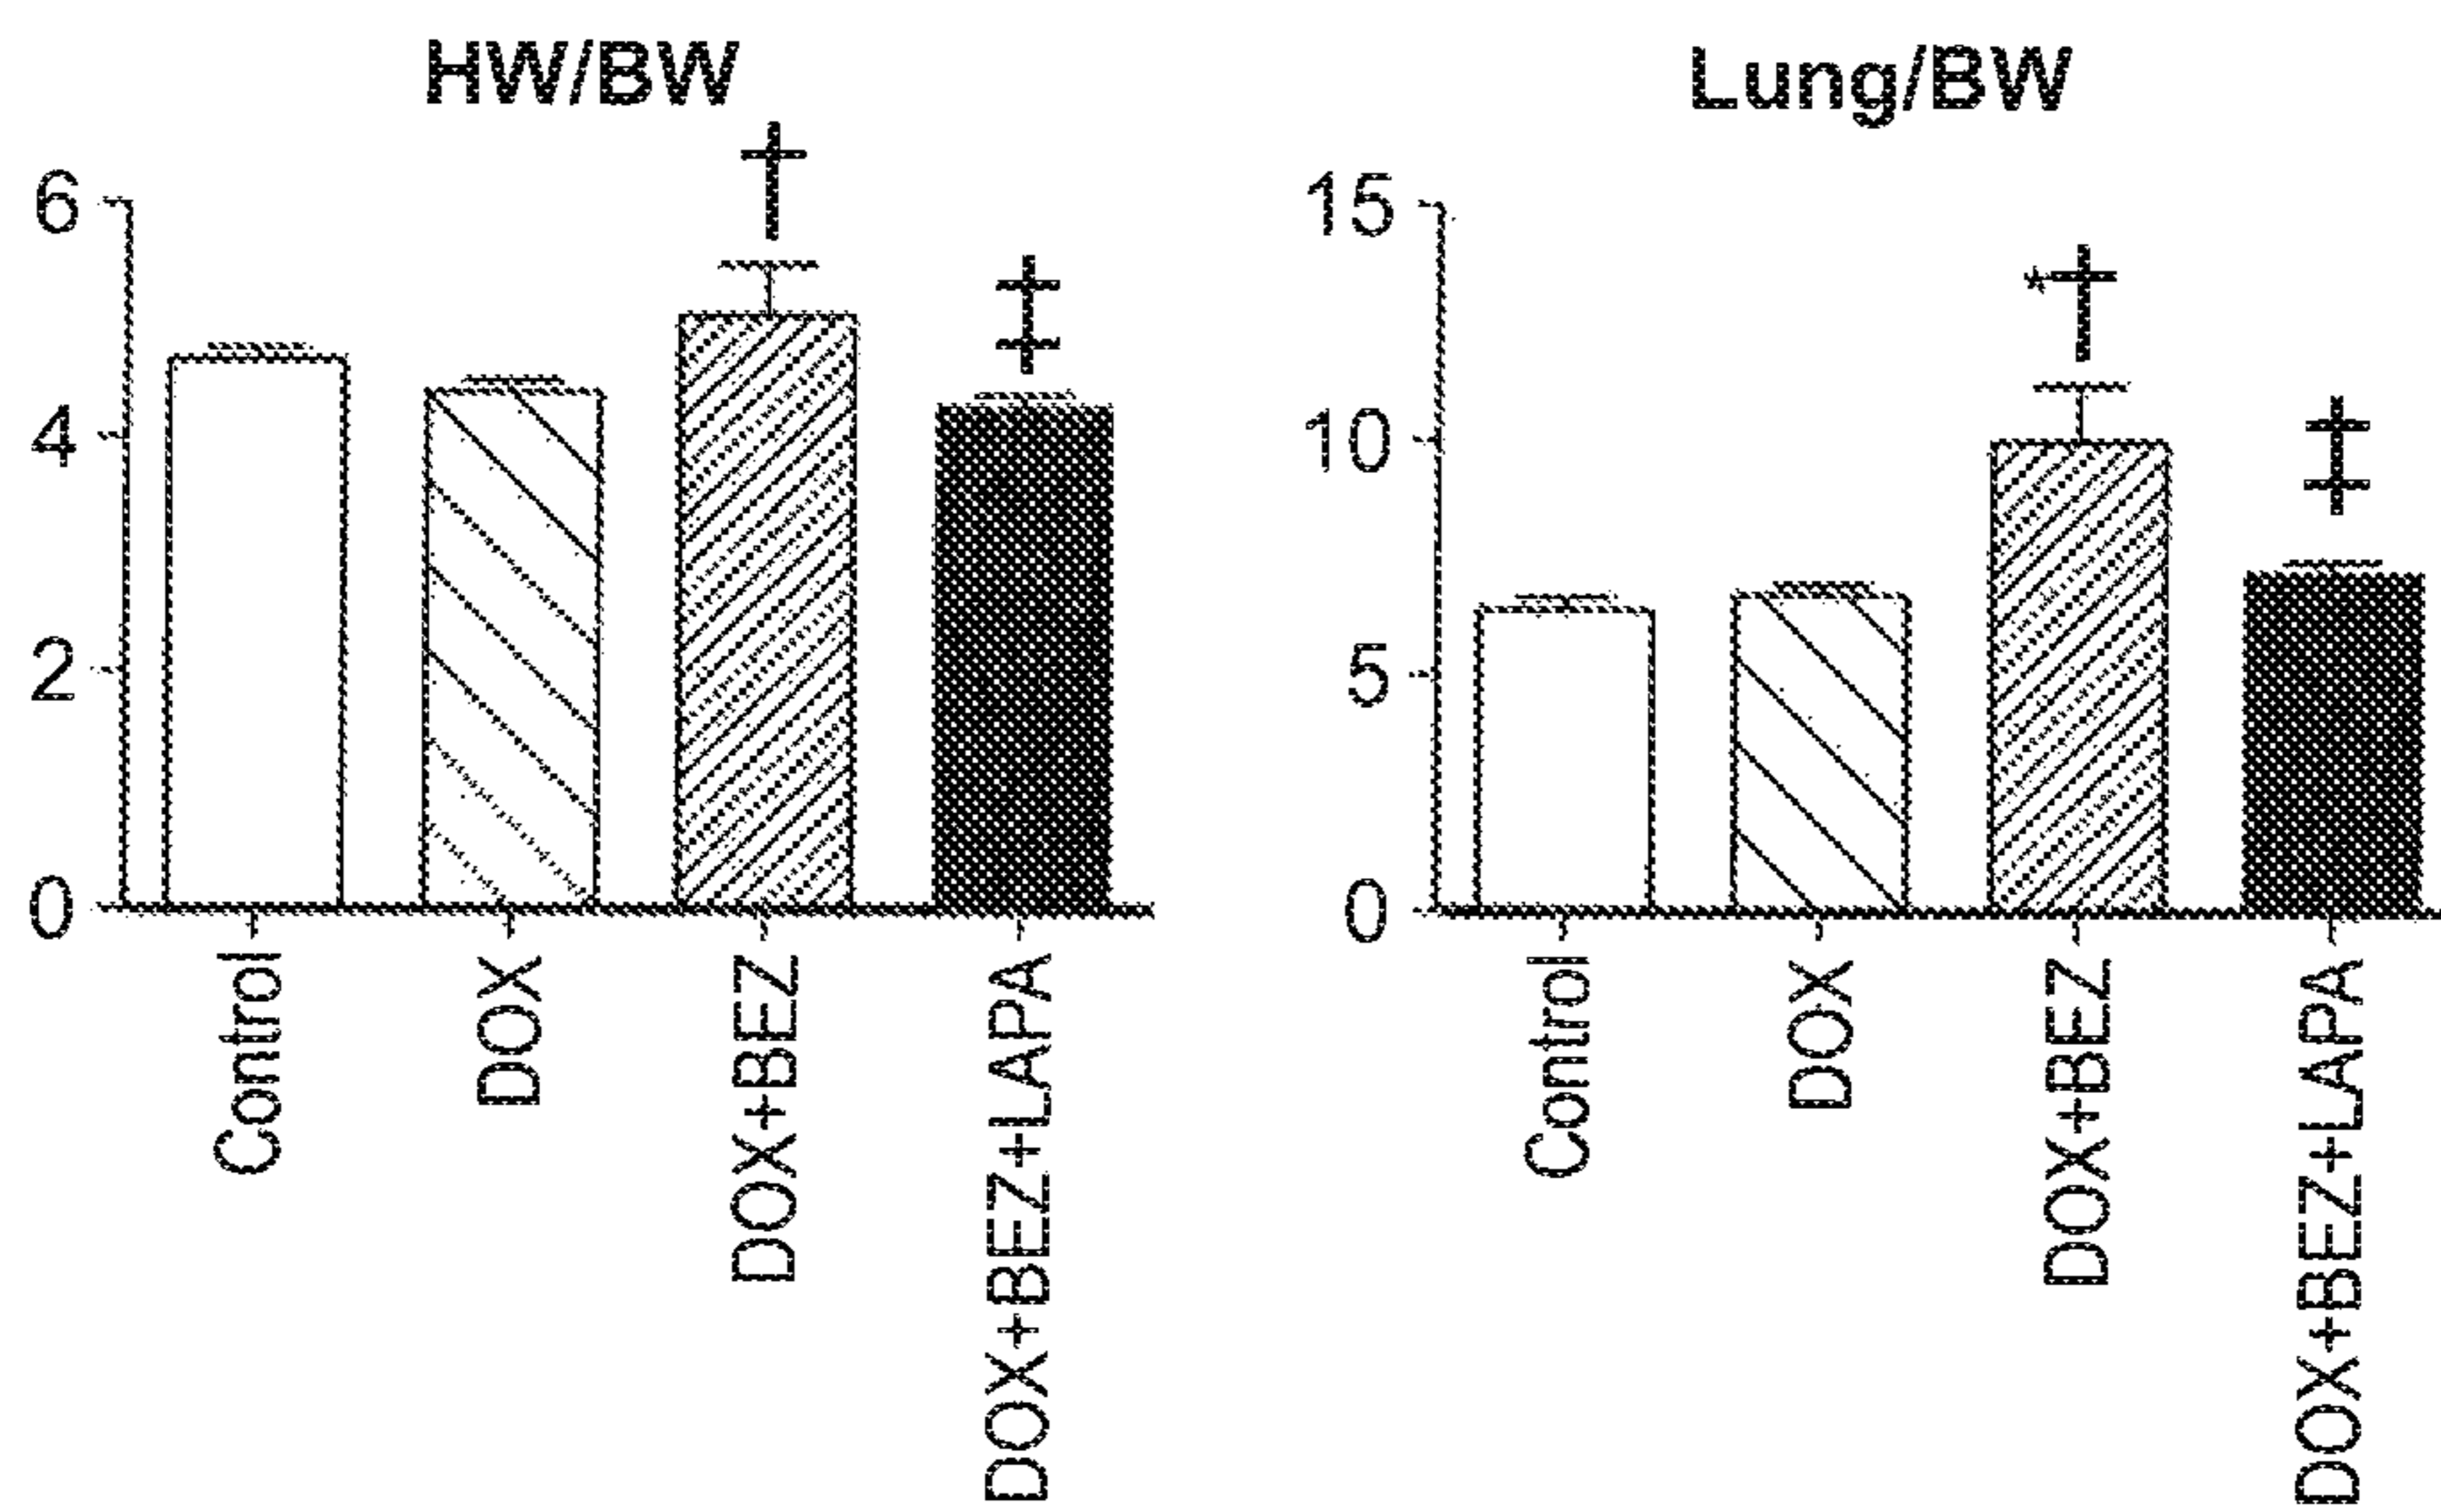 HW/BW
6
4
2
0
†
‡
Control
DOX
DOX+BEZ
DOX+BEZ+LAPA
Lung/BW
15
10
5
0
*†
‡
Control
DOX
DOX+BEZ
DOX+BEZ+LAPA